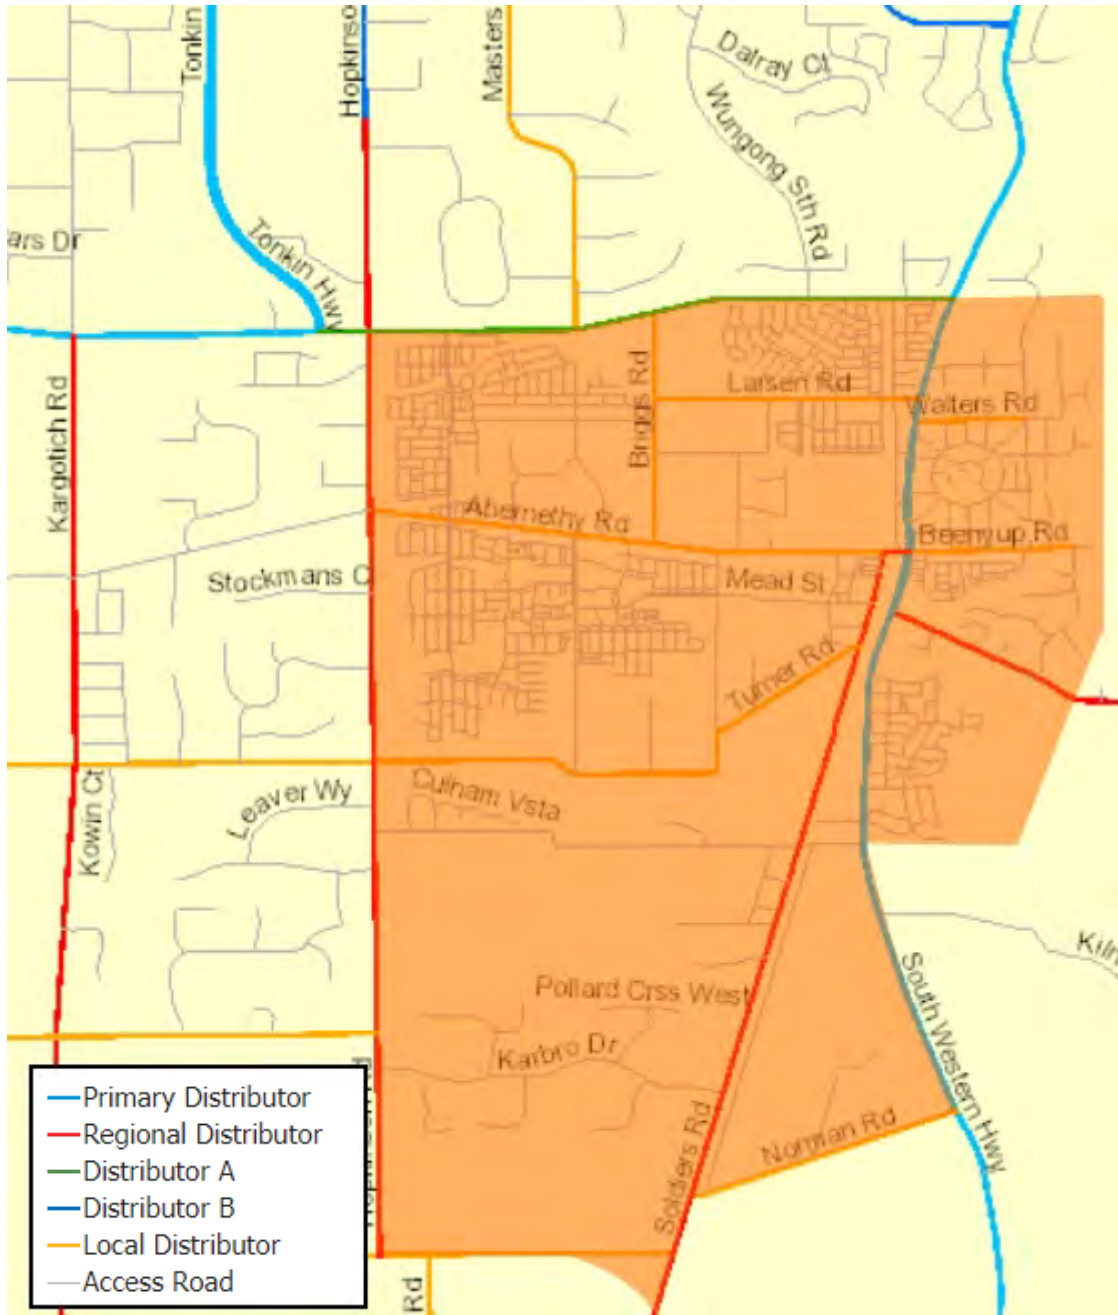 Tonkin
Hopkinso
Masters
Dalray Ct
Wungong Sth Rd
ars Dr
Tonkin Hwy
Kargotich Rd
Briggs Rd
Larsen Rd
Walters Rd
Abernethy Rd
Beenyup Rd
Stockmans C
Mead St
Turner Rd
Kowin Ct
Leaver Wy
Culham Vsta
Kiln
South Western Hwy
Pollard Crss West
Karbro Dr
Soldiers Rd
Norman Rd
Rd
Primary Distributor
Regional Distributor
Distributor A
Distributor B
Local Distributor
Access Road